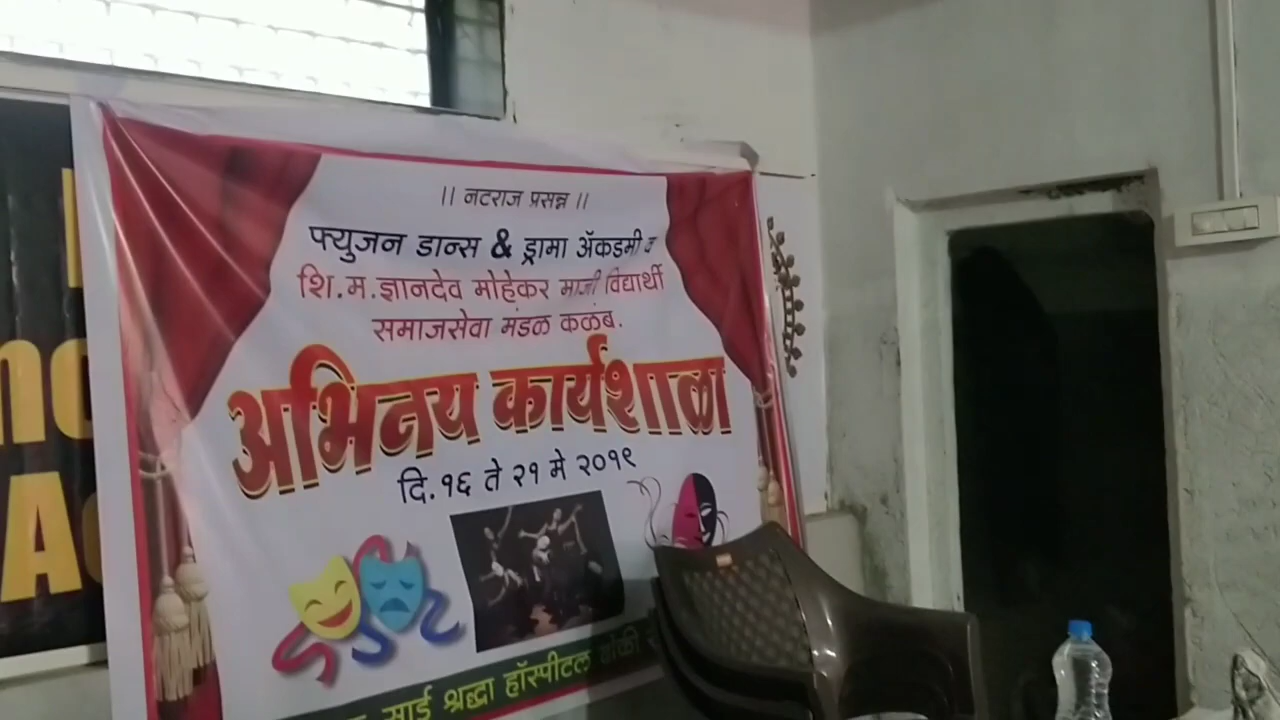 || नटराज प्रसन्न ||
फ्युजन डान्स & ड्रामा ॲकडमी व
शि.म.ज्ञानदेव मोहेकर माजी विद्यार्थी
समाजसेवा मंडळ कळंब.
अभिनय कार्यशाळा
दि.१६ ते २१ मे २०१९
साई श्रद्धा हॉस्पीटल